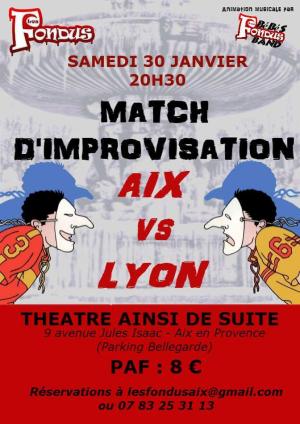 Les
FONDUS
ANIMATION MUSICALE PAR
BéBéS
FONDUS
BAND
SAMEDI 30 JANVIER
20H30
MATCH
D'IMPROVISATION
AIX
VS
LYON
THEATRE AINSI DE SUITE
9 avenue Jules Isaac - Aix en Provence
(Parking Bellegarde)
PAF : 8 €
Réservations à lesfondusaix@gmail.com
ou 07 83 25 31 13